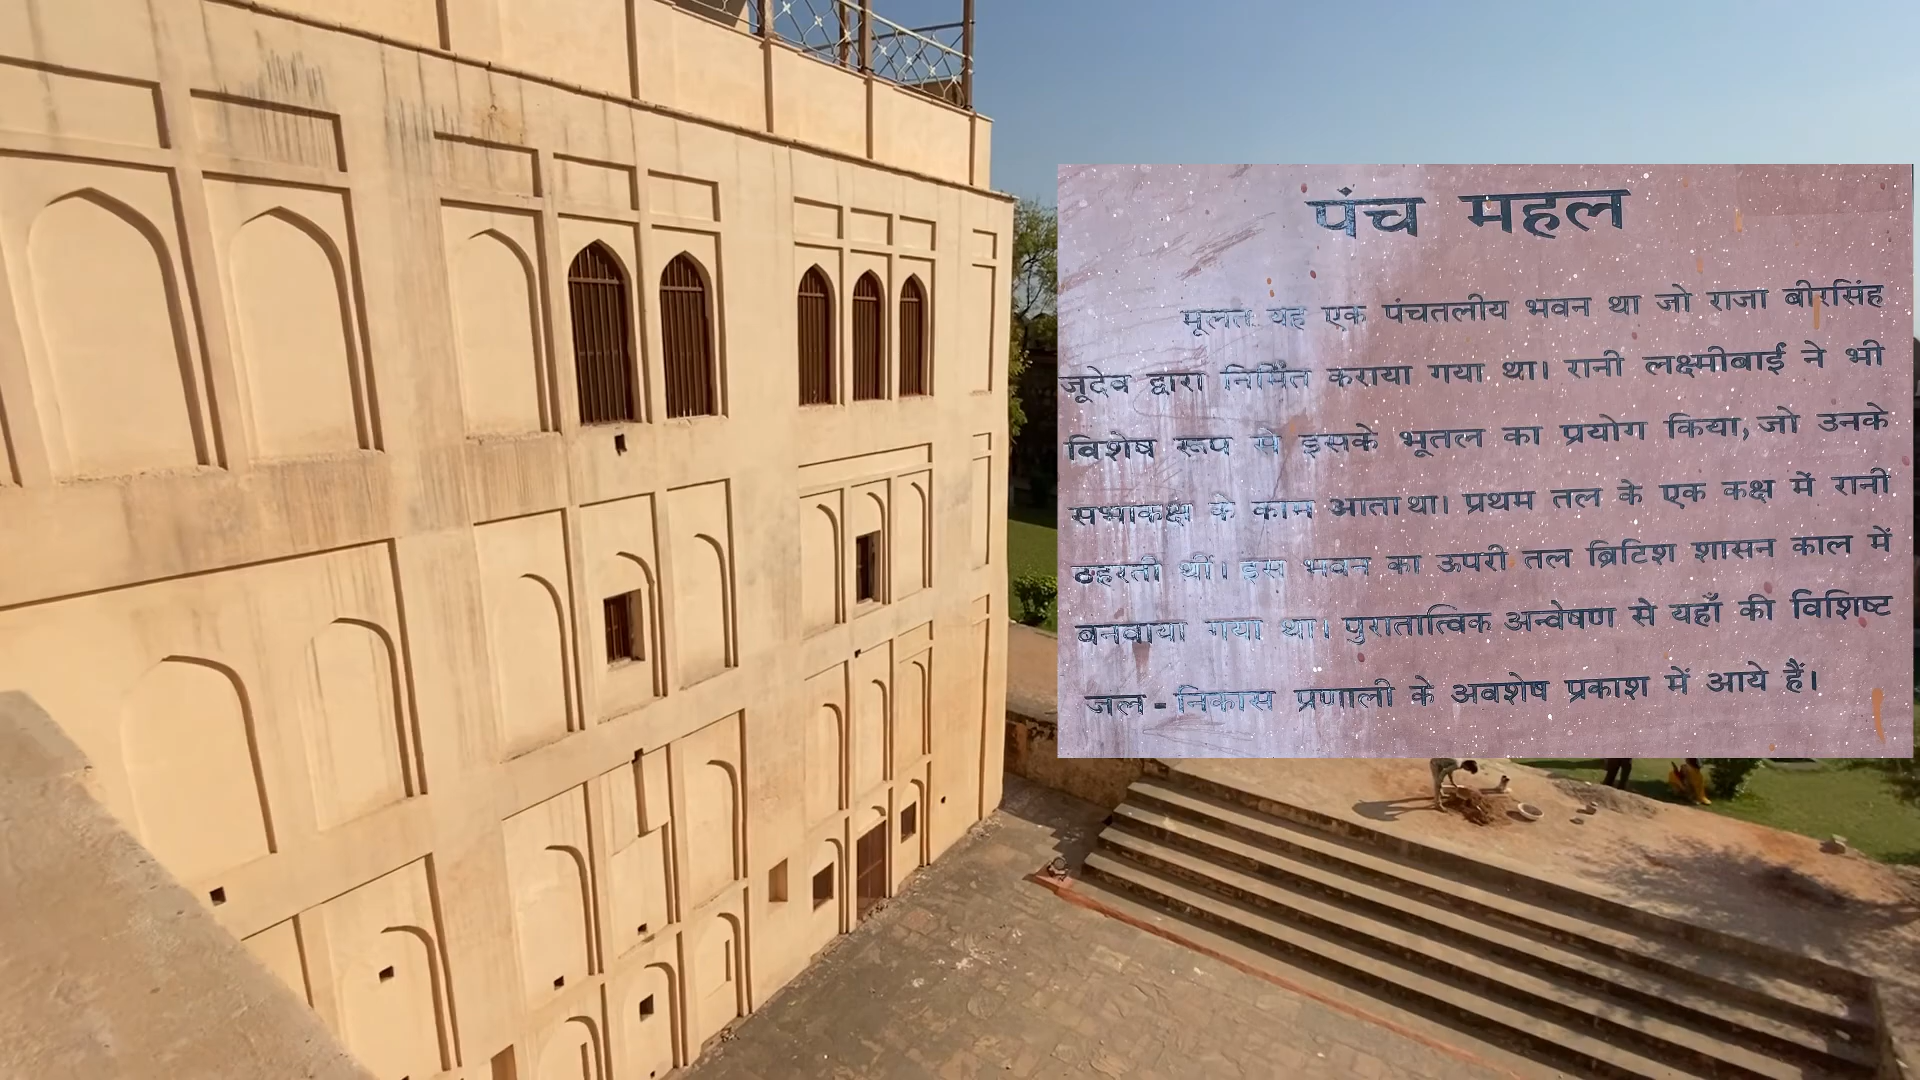 पंच महल
मूलतः यह एक पंचतलीय भवन था जो राजा बीरसिंह
जूदेव द्वारा निर्मित कराया गया था। रानी लक्ष्मीबाई ने भी
विशेष रूप से इसके भूतल का प्रयोग किया, जो उनके
सभाकक्ष के काम आता था। प्रथम तल के एक कक्ष में रानी
ठहरती थीं। इस भवन का ऊपरी तल ब्रिटिश शासन काल में
बनवाया गया था। पुरातात्विक अन्वेषण से यहाँ की विशिष्ट
जल - निकास प्रणाली के अवशेष प्रकाश में आये हैं।